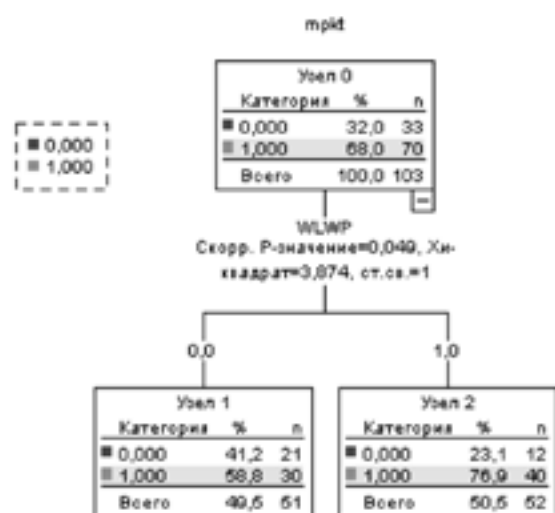 mpkt
Узел 0
Категория % n
0,000 32,0 33
1,000 68,0 70
Всего 100,0 103
0,000
1,000
WLWP
Скорр. P-значение=0,049, Хи-
квадрат=3,874, ст.св.=1
0,0
1,0
Узел 1
Категория % n
0,000 41,2 21
1,000 58,8 30
Всего 49,5 51
Узел 2
Категория % n
0,000 23,1 12
1,000 76,9 40
Всего 50,5 52